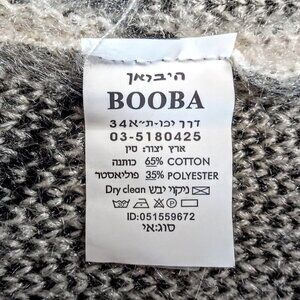 היבואן
BOOBA
דרך יפו-ת"א 34
03-5180425
ארץ יצור: סין
כותנה 65% COTTON
פוליאסטר 35% POLYESTER
Dry clean ניקוי יבש
ID:051559672
סוג:אי